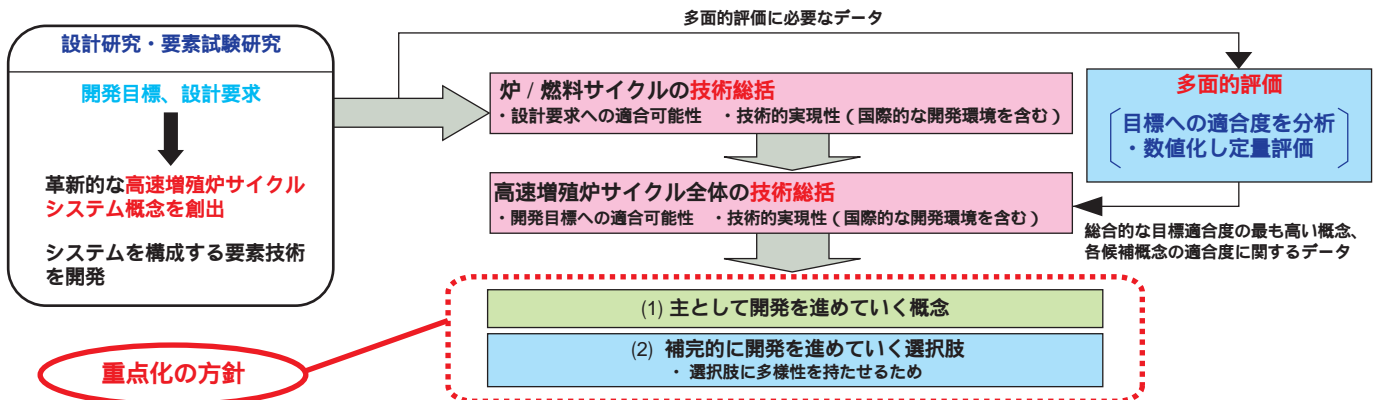 多面的評価に必要なデータ
設計研究・要素試験研究
開発目標、設計要求
革新的な高速増殖炉サイクル
システム概念を創出
システムを構成する要素技術
を開発
炉 / 燃料サイクルの技術総括
・設計要求への適合可能性　・技術的実現性（国際的な開発環境を含む）
高速増殖炉サイクル全体の技術総括
・開発目標への適合可能性　・技術的実現性（国際的な開発環境を含む）
多面的評価
目標への適合度を分析
・数値化し定量評価
総合的な目標適合度の最も高い概念、
各候補概念の適合度に関するデータ
(1) 主として開発を進めていく概念
(2) 補完的に開発を進めていく選択肢
・ 選択肢に多様性を持たせるため
重点化の方針